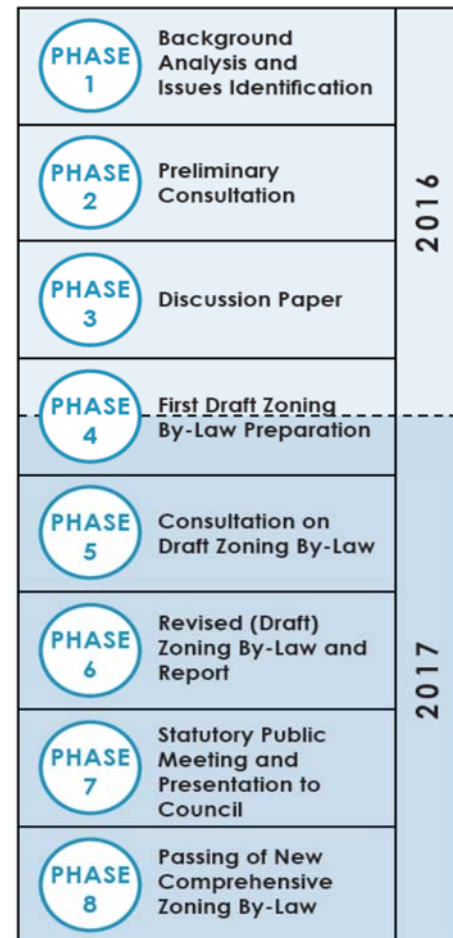 PHASE
1
Background
Analysis and
Issues Identification
PHASE
2
Preliminary
Consultation
2016
PHASE
3
Discussion Paper
PHASE
4
First Draft Zoning
By-Law Preparation
PHASE
5
Consultation on
Draft Zoning By-Law
PHASE
6
Revised (Draft)
Zoning By-Law and
Report
2017
PHASE
7
Statutory Public
Meeting and
Presentation to
Council
PHASE
8
Passing of New
Comprehensive
Zoning By-Law